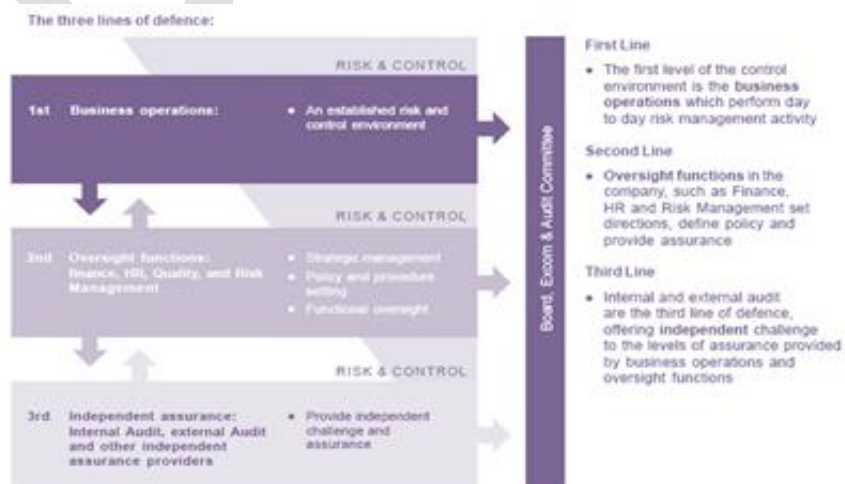 The three lines of defence:
RISK & CONTROL
1st Business operations:
• An established risk and
control environment
RISK & CONTROL
2nd Oversight functions:
finance, HR, Quality, and Risk
Management
• Strategic management
• Policy and procedure
setting
• Functional oversight
RISK & CONTROL
3rd Independent assurance:
Internal Audit, external Audit
and other independent
assurance providers
• Provide independent
challenge and
assurance
Board, Excom & Audit Committee
First Line
• The first level of the control
environment is the business
operations which perform day
to day risk management activity
Second Line
• Oversight functions in the
company, such as Finance,
HR and Risk Management set
directions, define policy and
provide assurance
Third Line
• Internal and external audit
are the third line of defence,
offering independent challenge
to the levels of assurance provided
by business operations and
oversight functions